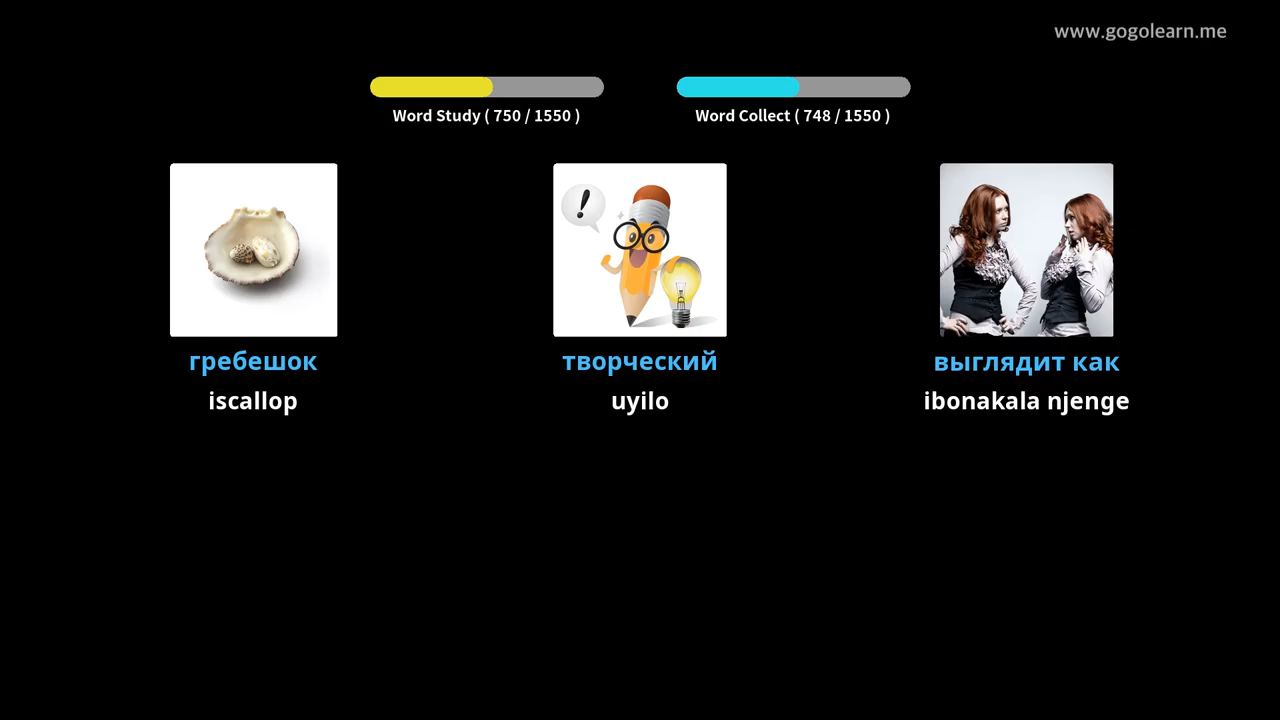 www.gogolearn.me
Word Study ( 750 / 1550 )
Word Collect ( 748 / 1550 )
!
гребешок
творческий
выглядит как
iscallop
uyilo
ibonakala njenge